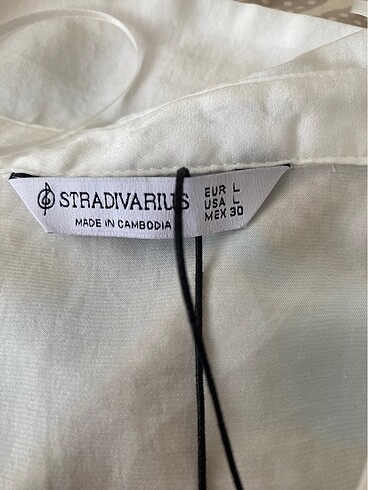 STRADIVARIUS
MADE IN CAMBODIA
EUR L
USA L
MEX 30